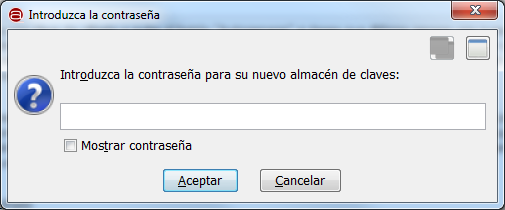 Introduzca la contraseña
Introduzca la contraseña para su nuevo almacén de claves:
Mostrar contraseña
Aceptar
Cancelar